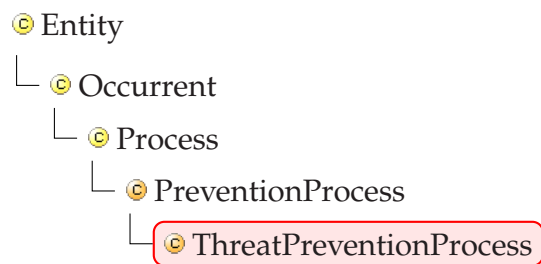 C Entity
C Occurrent
C Process
C PreventionProcess
C ThreatPreventionProcess